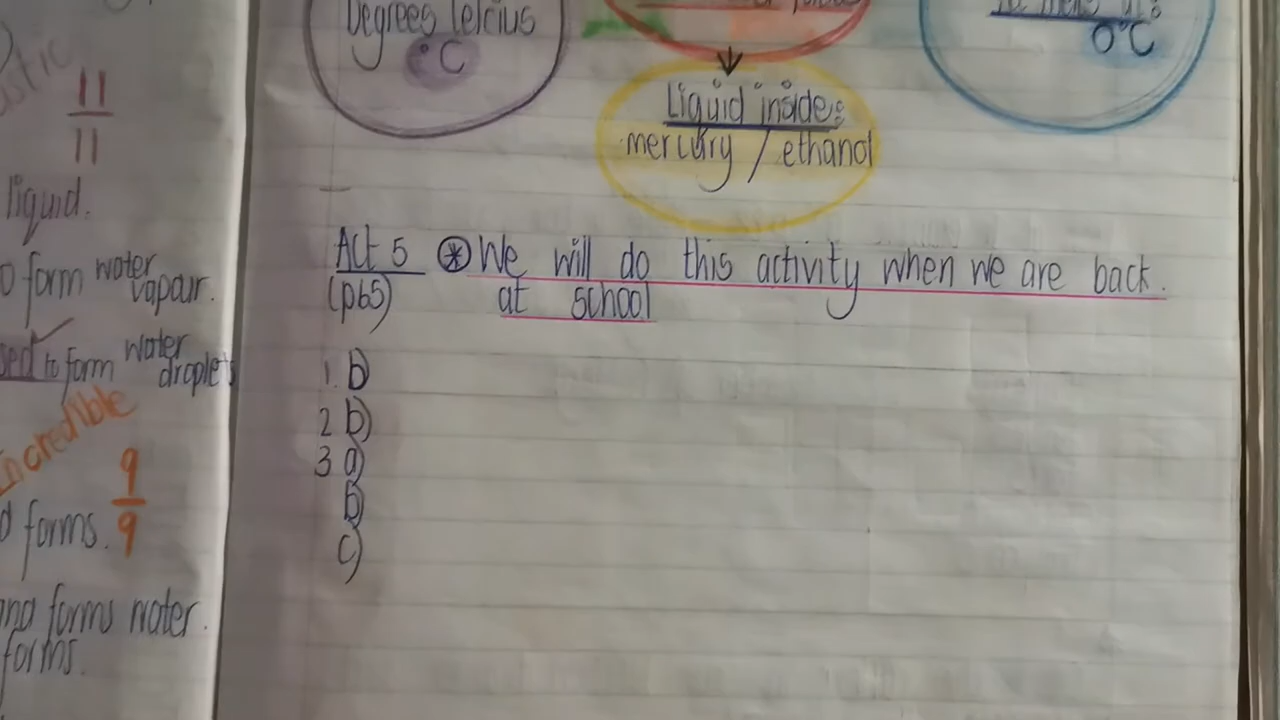 Degrees Celcius
°C
0°C
Liquid inside:
mercury / ethanol
11
11
liquid.
form water
vapour.
to form water
droplets
Incredible
9
9
forms.
forms water.
forms.
Act 5 * We will do this activity when we are back.
(p65) at school
1. b)
2 b)
3 a)
b)
c)